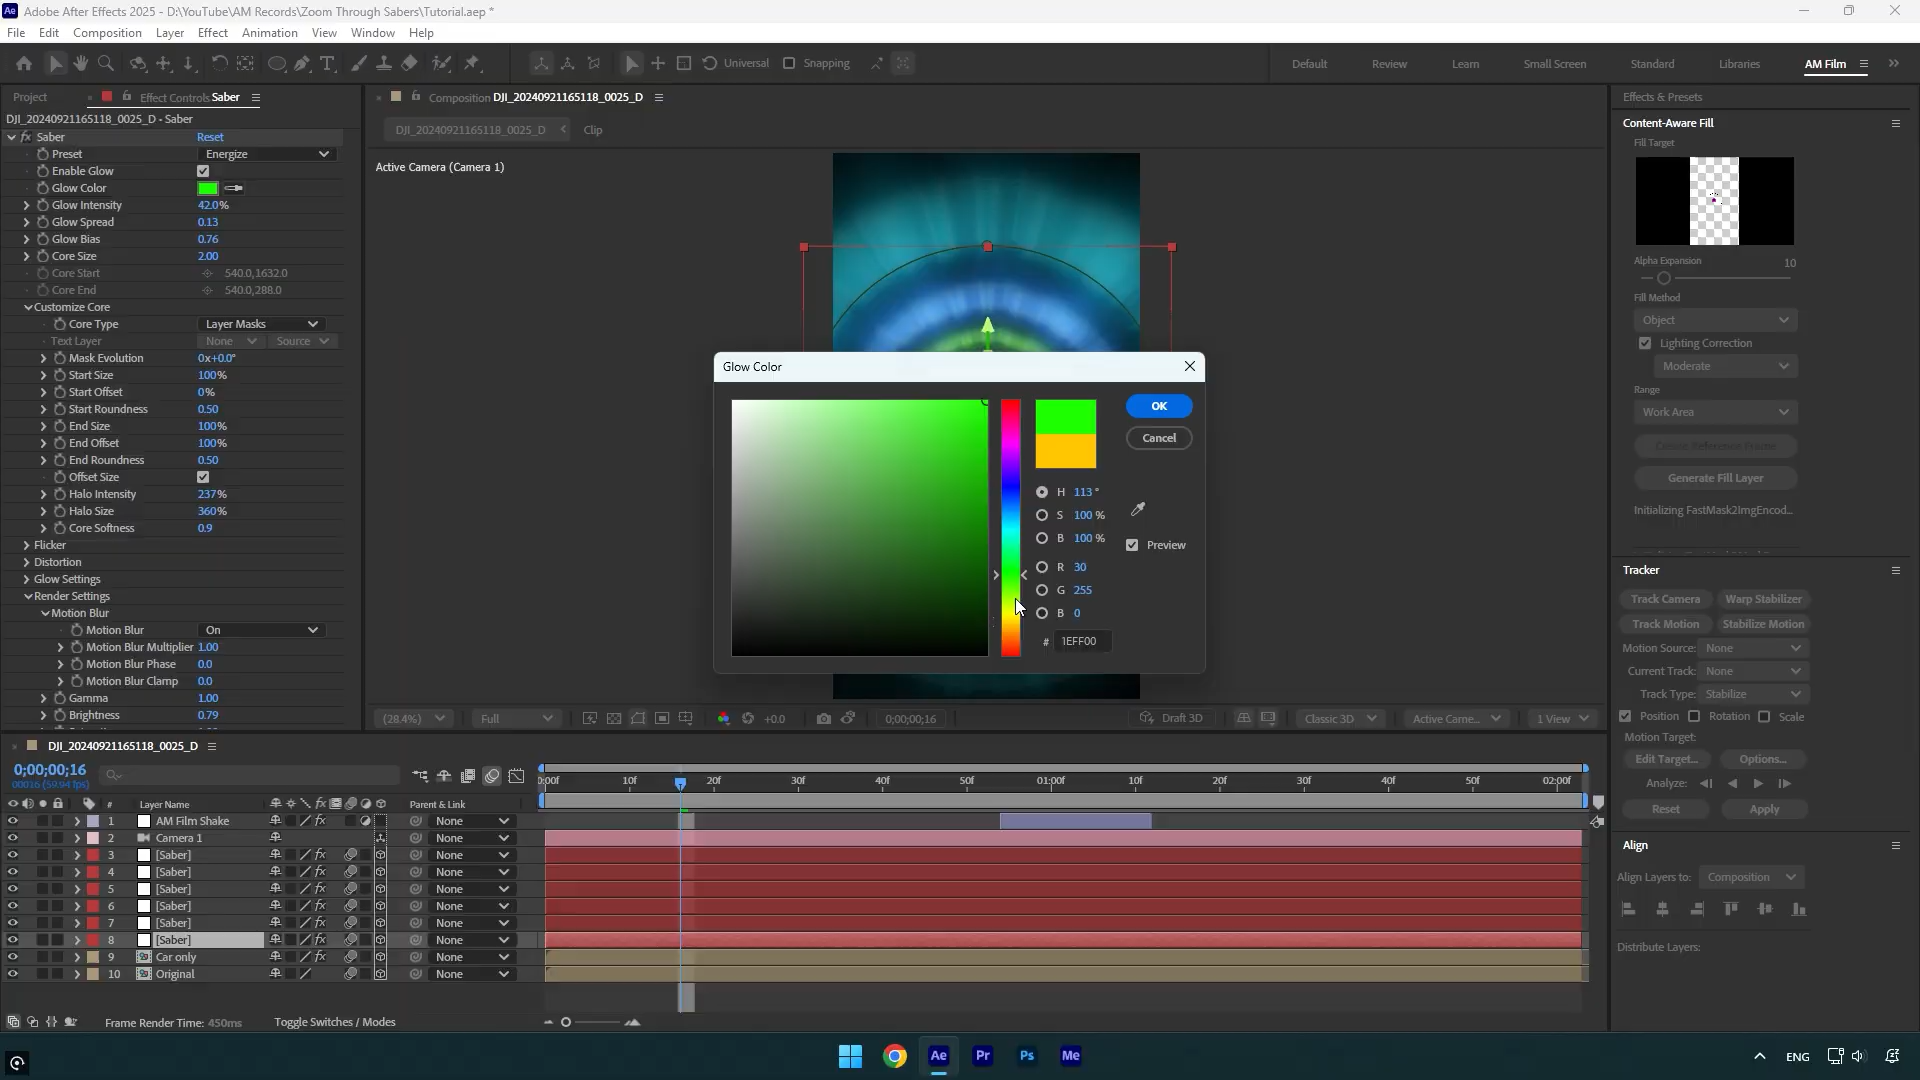 Adobe After Effects 2025 - D:\YouTube\AM Records\Zoom Through Sabers\Tutorial.aep *
File Edit Composition Layer Effect Animation View Window Help
Universal Snapping Default Review Learn Small Screen Standard Libraries AM Film
Project Effect Controls Saber
DJI_20240921165118_0025_D - Saber
Saber Reset
Preset Energize
Enable Glow
Glow Color
Glow Intensity 42.0%
Glow Spread 0.13
Glow Bias 0.76
Core Size 2.00
Core Start 540.0,1632.0
Core End 540.0,288.0
Customize Core
Core Type Layer Masks
Text Layer None Source
Mask Evolution 0x+0.0°
Start Size 100%
Start Offset 0%
Start Roundness 0.50
End Size 100%
End Offset 100%
End Roundness 0.50
Offset Size
Halo Intensity 237%
Halo Size 360%
Core Softness 0.9
Flicker
Distortion
Glow Settings
Render Settings
Motion Blur
Motion Blur On
Motion Blur Multiplier 1.00
Motion Blur Phase 0.0
Motion Blur Clamp 0.0
Gamma 1.00
Brightness 0.79
Composition DJI_20240921165118_0025_D
DJI_20240921165118_0025_D Clip
Active Camera (Camera 1)
Glow Color
OK
Cancel
H 113 °
S 100 %
B 100 %
Preview
R 30
G 255
B 0
# 1EFF00
(28.4%) Full +0.0 0;00;00;16 Draft 3D Classic 3D Active Came... 1 View
Effects & Presets
Content-Aware Fill
Fill Target
Alpha Expansion 10
Fill Method
Object
Lighting Correction
Moderate
Range
Work Area
Create Reference Frame
Generate Fill Layer
Initializing FastMask2ImgEncod...
Tracker
Track Camera Warp Stabilizer
Track Motion Stabilize Motion
Motion Source: None
Current Track: None
Track Type: Stabilize
Position Rotation Scale
Motion Target:
Edit Target... Options...
Analyze:
Reset Apply
Align
Align Layers to: Composition
Distribute Layers:
DJI_20240921165118_0025_D
0;00;00;16
00016 (59.94 fps)
0:00f 10f 20f 30f 40f 50f 01:00f 10f 20f 30f 40f 50f 02:00f
# Layer Name Parent & Link
1 AM Film Shake None
2 Camera 1 None
3 [Saber] None
4 [Saber] None
5 [Saber] None
6 [Saber] None
7 [Saber] None
8 [Saber] None
9 Car only None
10 Original None
Frame Render Time: 450ms Toggle Switches / Modes
Ae Pr Ps Me ENG